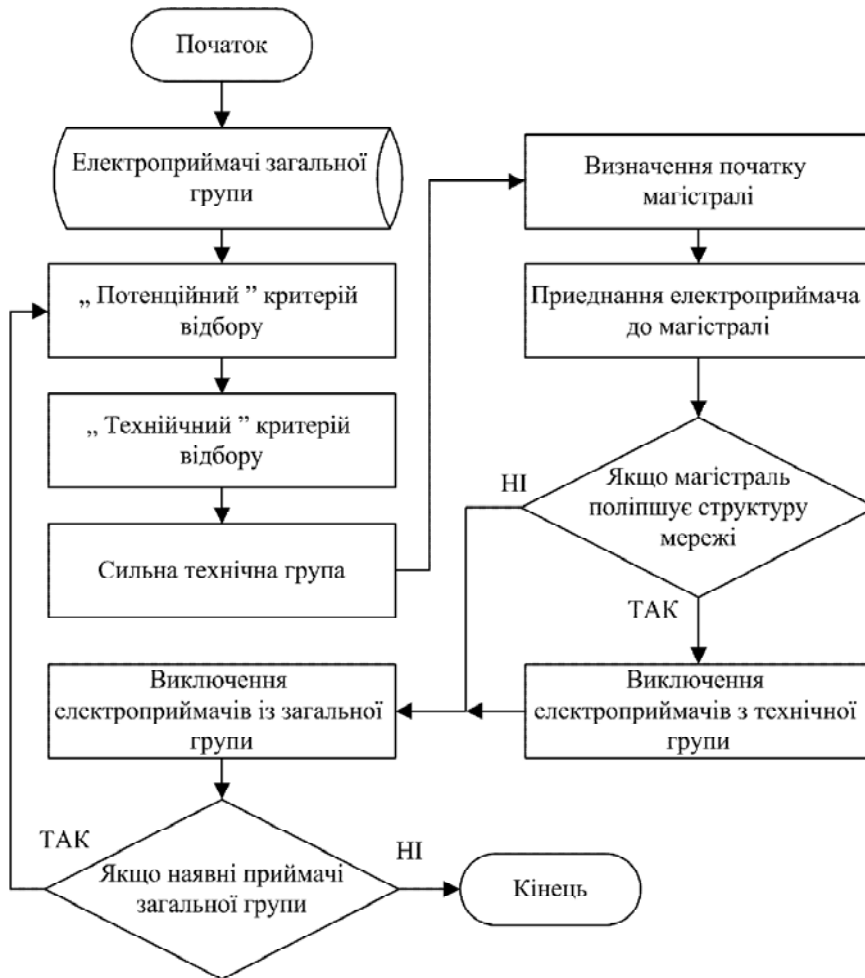 Початок
Електроприймачі загальної
групи
„ Потенційний ” критерій
відбору
„ Технійчний ” критерій
відбору
Сильна технічна група
Визначення початку
магістралі
Приеднання електроприймача
до магістралі
Якщо магістраль
поліпшує структуру
мережі
НІ
ТАК
Виключення
електроприймачів з технічної
групи
Виключення
електроприймачів із загальної
групи
Якщо наявні приймачі
загальної групи
ТАК
НІ
Кінець